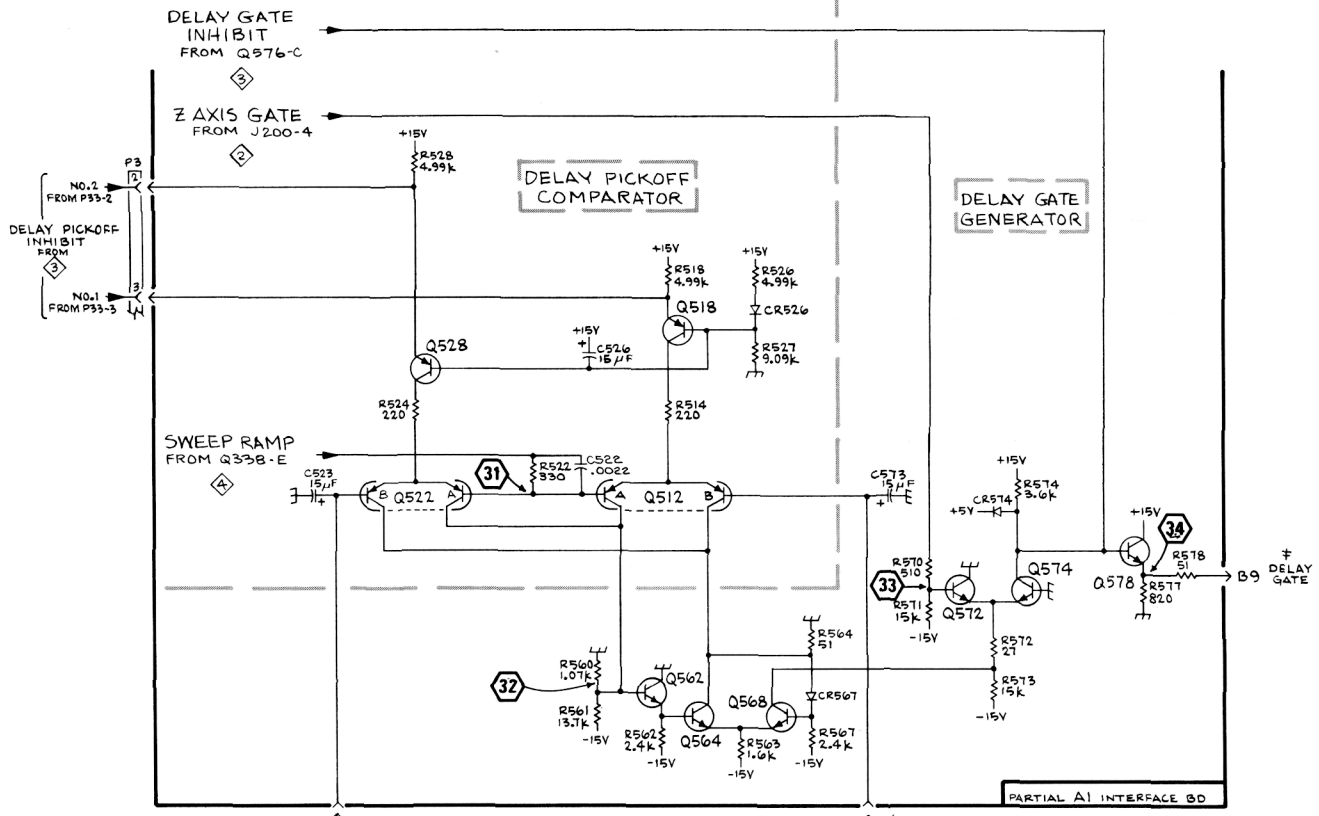 DELAY GATE
INHIBIT
FROM Q576-C
3
Z AXIS GATE
FROM J200-4
2
+15V
R528
4.99K
P3
2
NO.2
FROM P33-2
DELAY PICKOFF
INHIBIT
FROM
3
3
NO.1
FROM P33-3
DELAY PICKOFF
COMPARATOR
DELAY GATE
GENERATOR
+15V
R518
4.99K
+15V
R526
4.99K
Q518
CR526
R527
9.09K
+15V
+
C526
15µF
Q528
R524
220
R514
220
SWEEP RAMP
FROM Q338-E
4
31
R522
330
C522
.0022
C523
15µF
+
B
Q522
A
A
Q512
B
C573
15µF
+
+15V
R574
3.6K
CR574
+5V
+15V
34
R578
51
B9
‡
DELAY
GATE
R570
510
33
R571
15K
-15V
Q572
Q574
Q578
R577
820
R572
27
R573
15K
-15V
R564
51
R560
1.07K
32
R561
13.7K
-15V
Q562
R562
2.4K
-15V
Q564
Q568
R563
1.6K
-15V
CR567
R567
2.4K
-15V
PARTIAL A1 INTERFACE BD